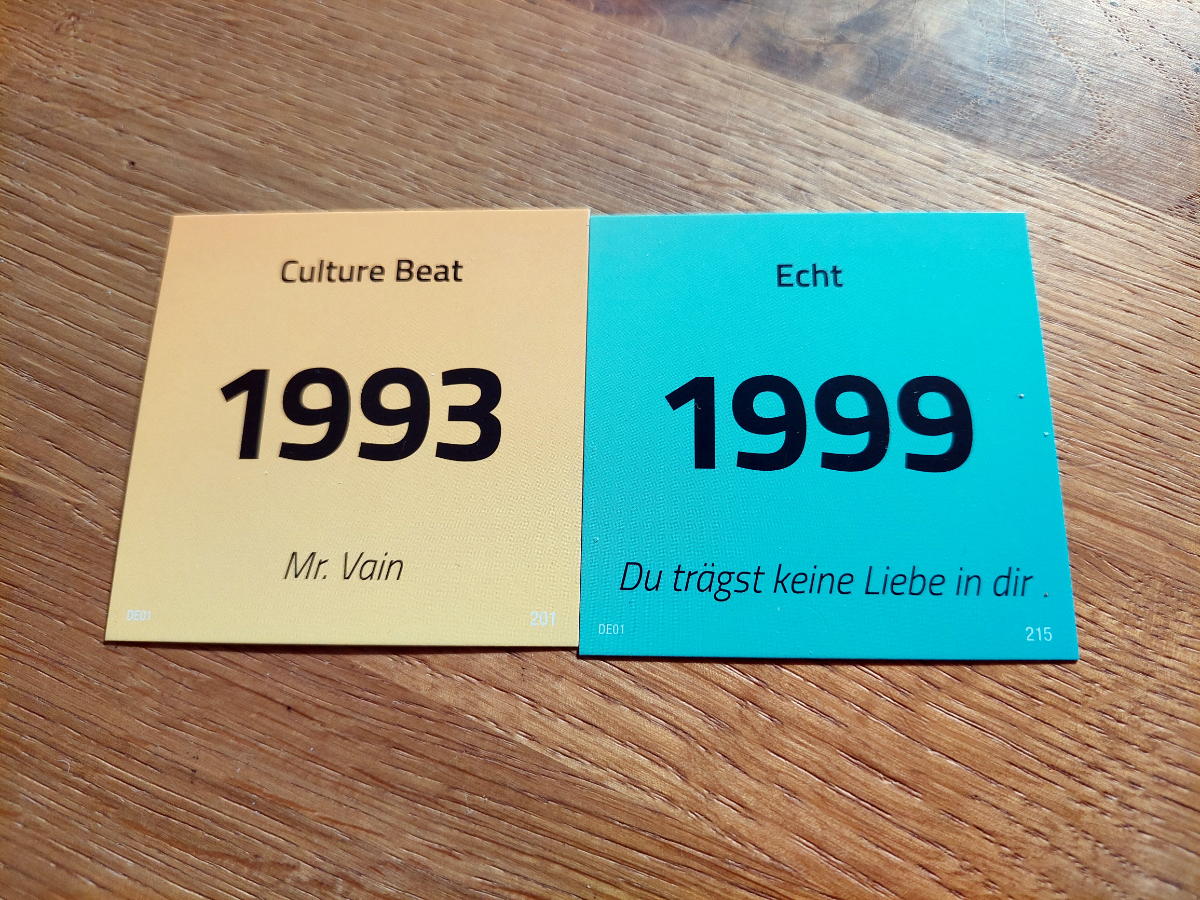 Culture Beat
1993
Mr. Vain
DE01
201
Echt
1999
Du trägst keine Liebe in dir
DE01
215